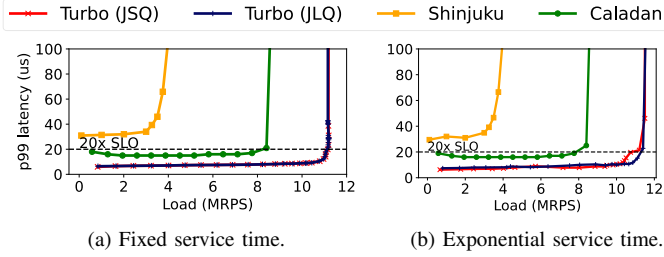 Turbo (JSQ) Turbo (JLQ) Shinjuku Caladan
p99 latency (us)
100
80
60
40
20
0
20x SLO
0 2 4 6 8 10 12
Load (MRPS)
(a) Fixed service time.
100
80
60
40
20
0
20x SLO
0 2 4 6 8 10
Load (MRPS)
(b) Exponential service time.